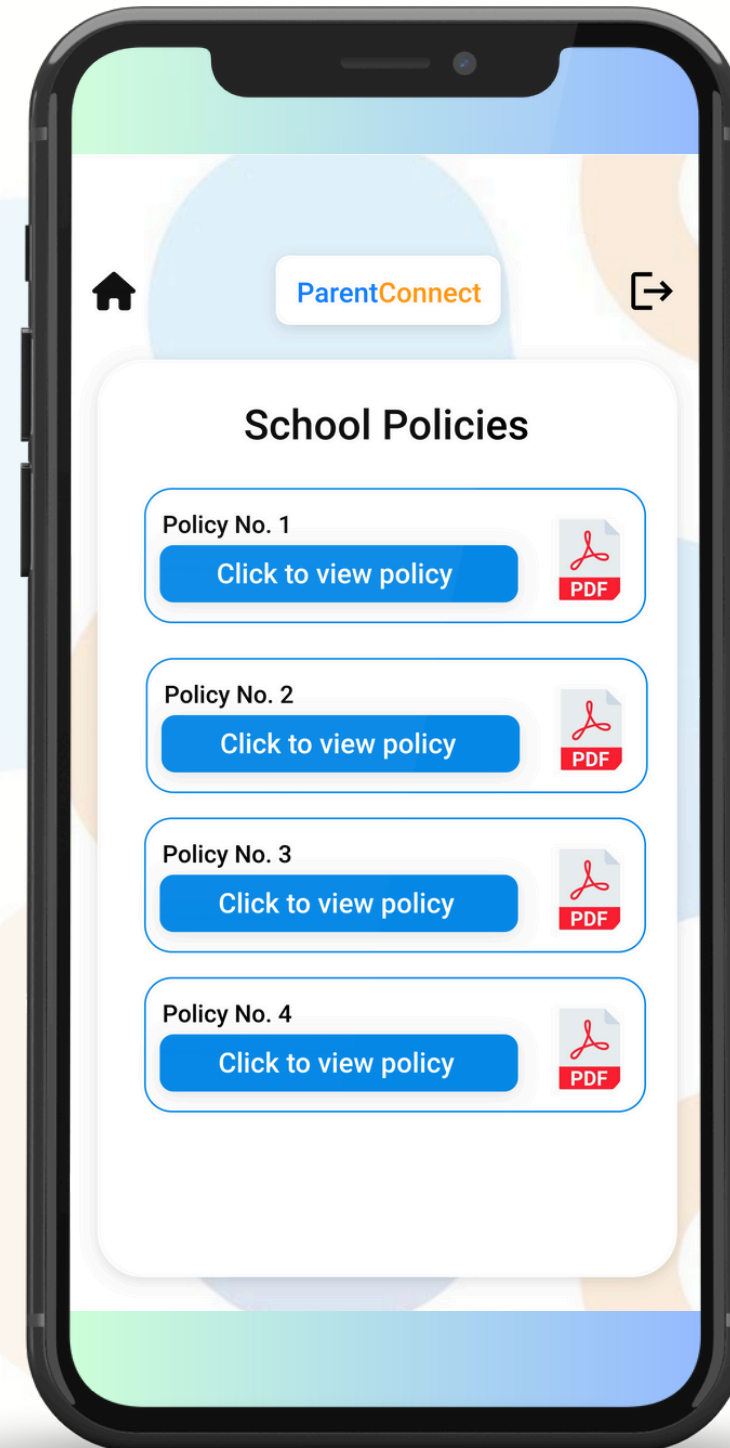 ParentConnect
School Policies
Policy No. 1
Click to view policy
PDF
Policy No. 2
Click to view policy
PDF
Policy No. 3
Click to view policy
PDF
Policy No. 4
Click to view policy
PDF